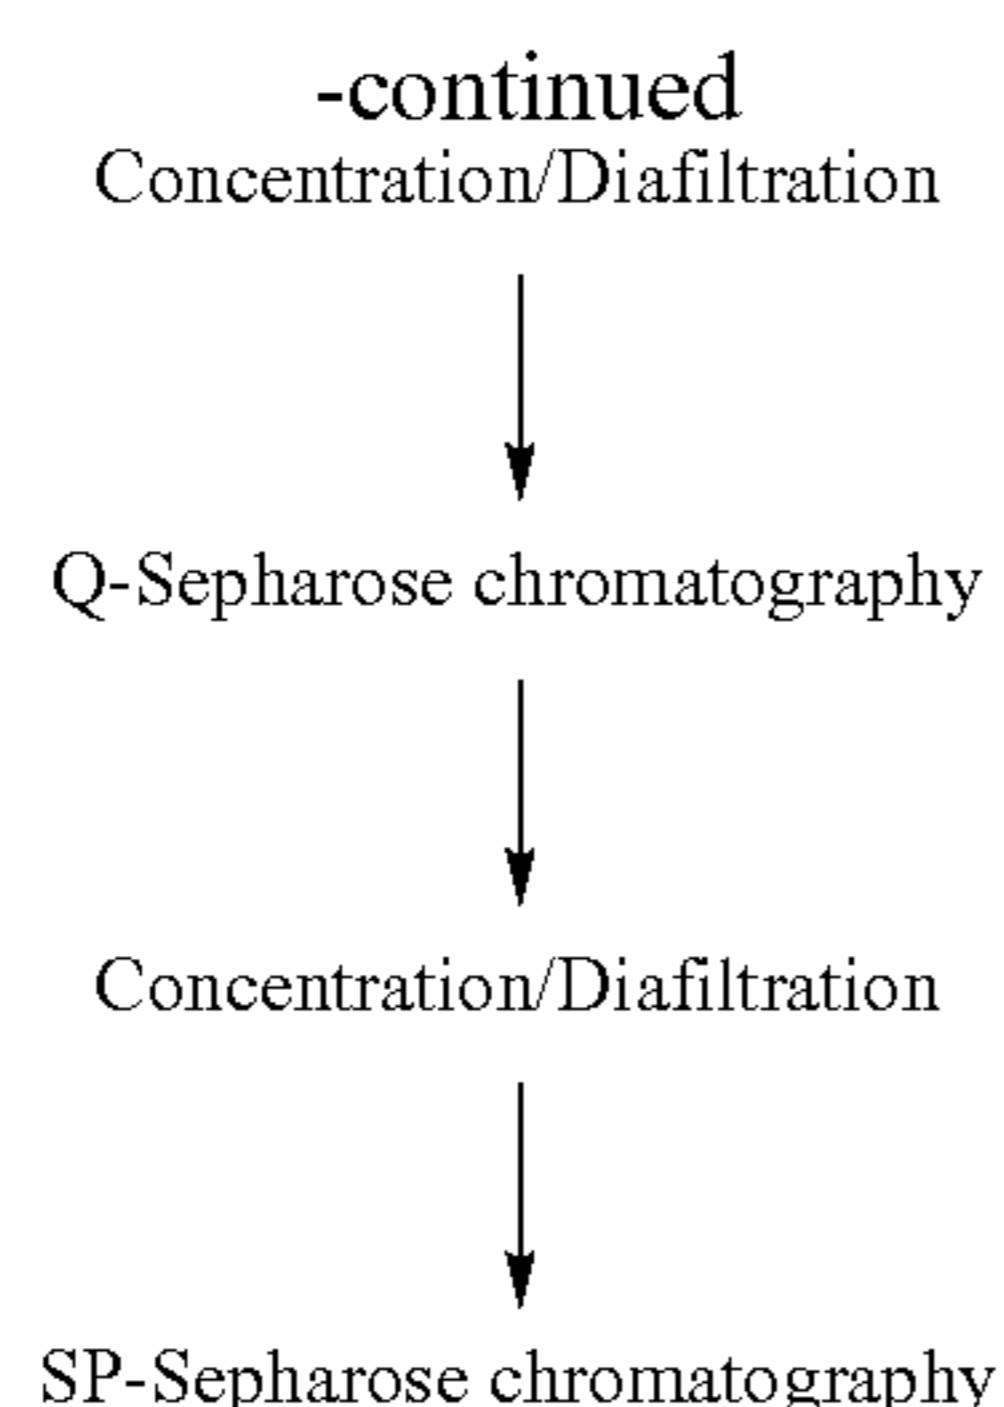 -continued
Concentration/Diafiltration
Q-Sepharose chromatography
Concentration/Diafiltration
SP-Sepharose chromatography